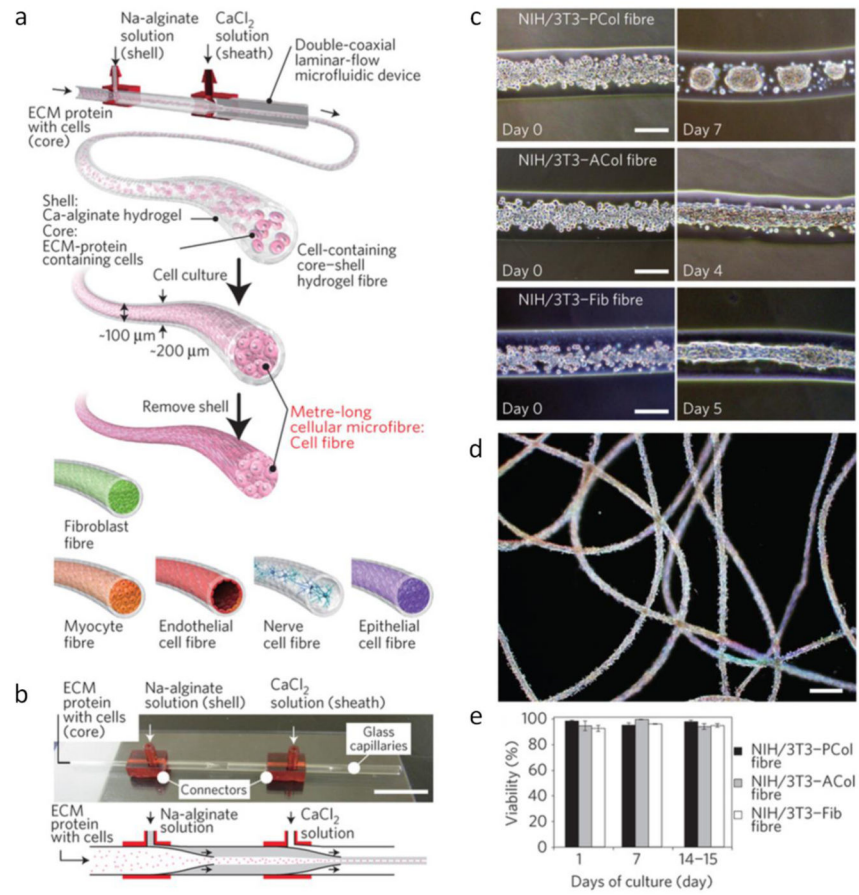 a
Na-alginate
solution
(shell)
CaCl2
solution
(sheath)
Double-coaxial
laminar-flow
microfluidic device
ECM protein
with cells
(core)
Shell:
Ca-alginate hydrogel
Core:
ECM-protein
containing cells
Cell-containing
core–shell
hydrogel fibre
Cell culture
~100 μm
~200 μm
Remove shell
Metre-long
cellular microfibre:
Cell fibre
Fibroblast
fibre
Myocyte
fibre
Endothelial
cell fibre
Nerve
cell fibre
Epithelial
cell fibre
b
ECM
protein
with cells
(core)
Na-alginate
solution (shell)
CaCl2
solution (sheath)
Glass
capillaries
Connectors
ECM
protein
with cells
Na-alginate
solution
CaCl2
solution
c
NIH/3T3–PCol fibre
Day 0
Day 7
NIH/3T3–ACol fibre
Day 0
Day 4
NIH/3T3–Fib fibre
Day 0
Day 5
d
e
Viability (%)
100
80
60
40
20
0
1
7
14–15
Days of culture (day)
NIH/3T3–PCol
fibre
NIH/3T3–ACol
fibre
NIH/3T3–Fib
fibre